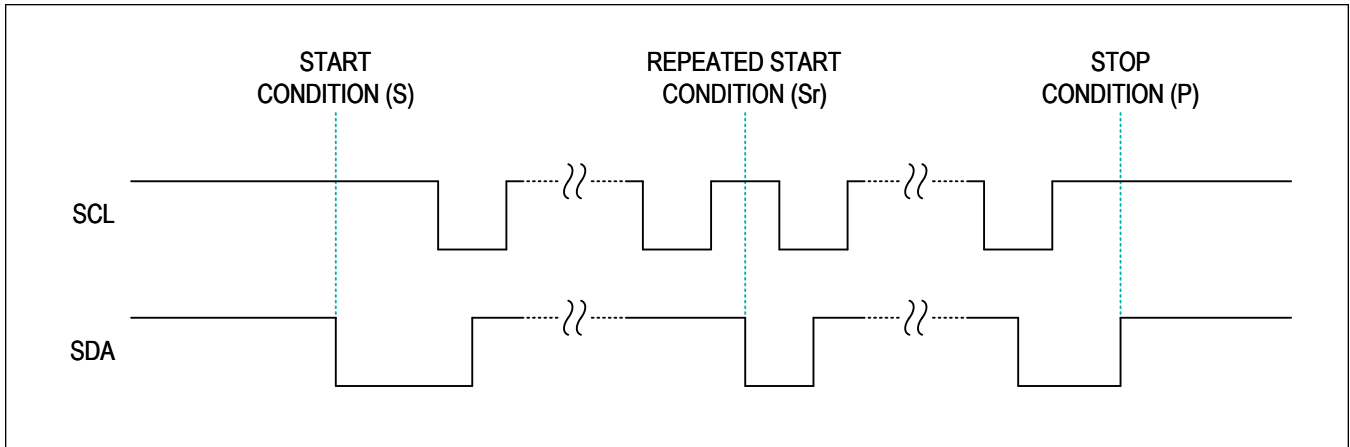 START
CONDITION (S)
REPEATED START
CONDITION (Sr)
STOP
CONDITION (P)
SCL
SDA